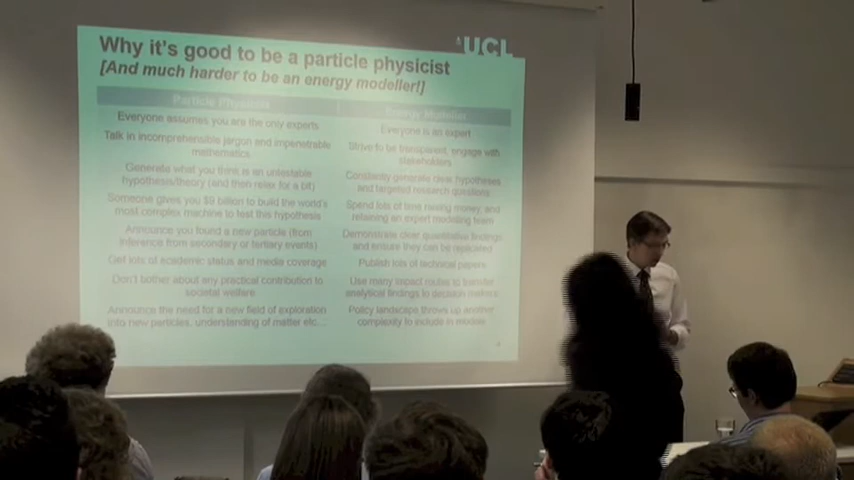 UCL
Why it's good to be a particle physicist
[And much harder to be an energy modeller!]
Particle Physicist
Energy Modeller
Everyone assumes you are the only experts
Everyone is an expert
Talk in incomprehensible jargon and impenetrable
mathematics
Strive to be transparent, engage with
stakeholders
Generate what you think is an untestable
hypothesis/theory (and then relax for a bit)
Constantly generate clear hypotheses
and targeted research questions
Someone gives you $9 billion to build the world's
most complex machine to test this hypothesis
Spend lots of time raising money, and
retaining an expert modelling team
Announce you found a new particle (from
inference from secondary or tertiary events)
Demonstrate clear quantitative findings
and ensure they can be replicated
Get lots of academic status and media coverage
Publish lots of technical papers
Don't bother about any practical contribution to
societal welfare
Use many impact routes to transfer
analytical findings to decision makers
Announce the need for a new field of exploration
into new particles, understanding of matter etc...
Policy landscape throws up another
complexity to include in models